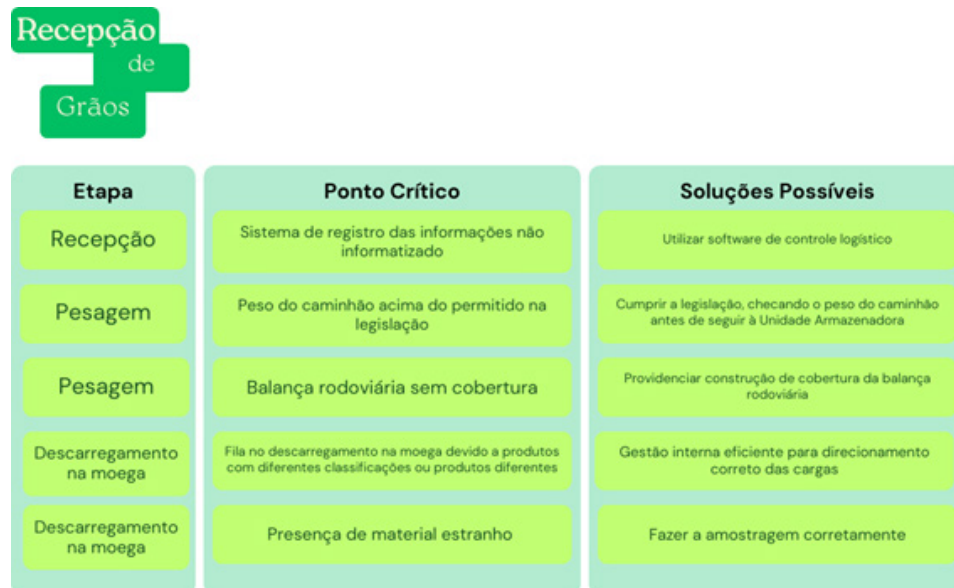 Recepção
de
Grãos
Etapa
Ponto Crítico
Soluções Possíveis
Recepção
Sistema de registro das informações não
informatizado
Utilizar software de controle logístico
Pesagem
Peso do caminhão acima do permitido na
legislação
Cumprir a legislação, checando o peso do caminhão
antes de seguir à Unidade Armazenadora
Pesagem
Balança rodoviária sem cobertura
Providenciar construção de cobertura da balança
rodoviária
Descarregamento
na moega
Fila no descarregamento na moega devido a produtos
com diferentes classificações ou produtos diferentes
Gestão interna eficiente para direcionamento
correto das cargas
Descarregamento
na moega
Presença de material estranho
Fazer a amostragem corretamente